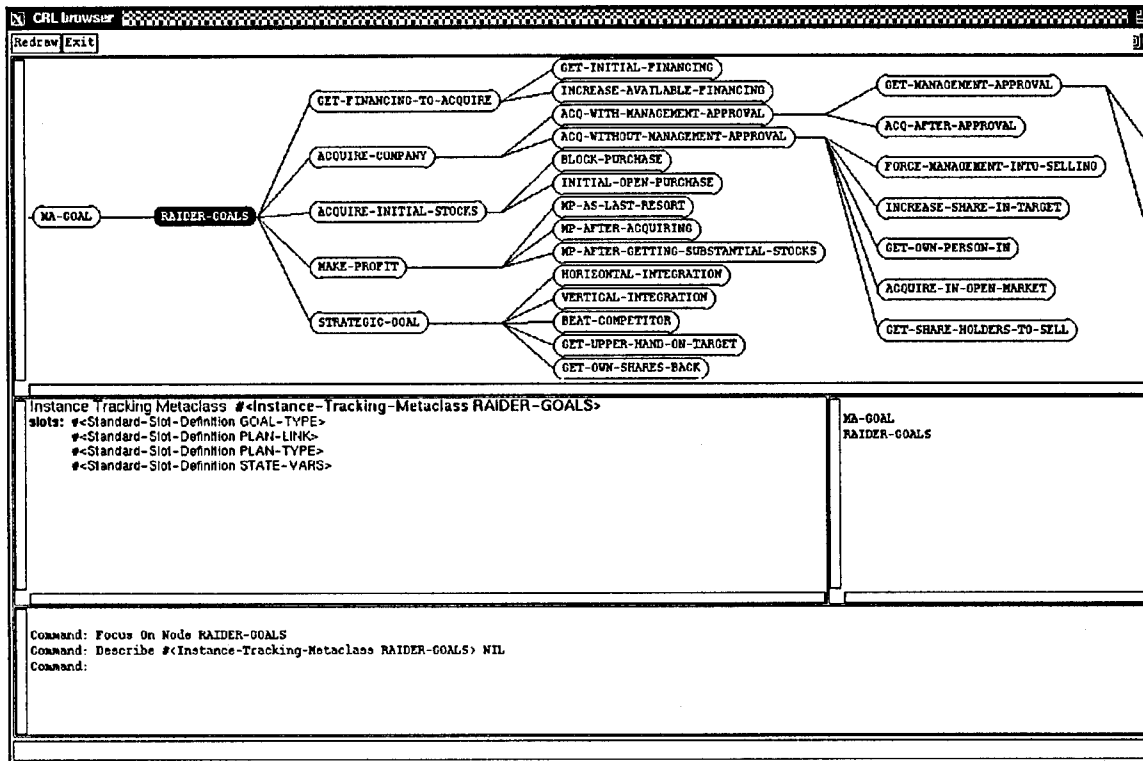 CRL browser
Redraw Exit
MA-GOAL
RAIDER-GOALS
GET-FINANCING-TO-ACQUIRE
ACQUIRE-COMPANY
ACQUIRE-INITIAL-STOCKS
MAKE-PROFIT
STRATEGIC-GOAL
GET-INITIAL-FINANCING
INCREASE-AVAILABLE-FINANCING
ACQ-WITH-MANAGEMENT-APPROVAL
ACQ-WITHOUT-MANAGEMENT-APPROVAL
BLOCK-PURCHASE
INITIAL-OPEN-PURCHASE
MP-AS-LAST-RESORT
MP-AFTER-ACQUIRING
MP-AFTER-GETTING-SUBSTANTIAL-STOCKS
HORIZONTAL-INTEGRATION
VERTICAL-INTEGRATION
BEAT-COMPETITOR
GET-UPPER-HAND-ON-TARGET
GET-OWN-SHARES-BACK
GET-MANAGEMENT-APPROVAL
ACQ-AFTER-APPROVAL
FORCE-MANAGEMENT-INTO-SELLING
INCREASE-SHARE-IN-TARGET
GET-OWN-PERSON-IN
ACQUIRE-IN-OPEN-MARKET
GET-SHARE-HOLDERS-TO-SELL
Instance Tracking Metaclass #<Instance-Tracking-Metaclass RAIDER-GOALS>
slots: #<Standard-Slot-Definition GOAL-TYPE>
#<Standard-Slot-Definition PLAN-LINK>
#<Standard-Slot-Definition PLAN-TYPE>
#<Standard-Slot-Definition STATE-VARS>
MA-GOAL
RAIDER-GOALS
Command: Focus On Node RAIDER-GOALS
Command: Describe #<Instance-Tracking-Metaclass RAIDER-GOALS> NIL
Command: